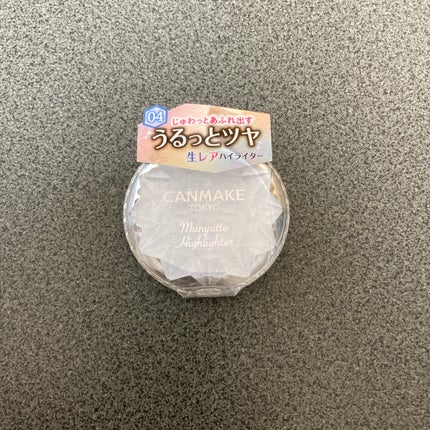 04
じゅわっとあふれ出す
うるっとツヤ
生レアハイライター
CANMAKE
TOKYO
Munyutto
Highlighter